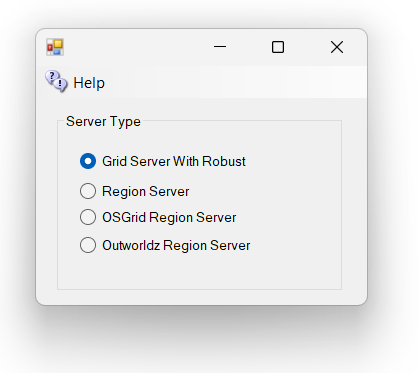 Help
Server Type
Grid Server With Robust
Region Server
OSGrid Region Server
Outworldz Region Server